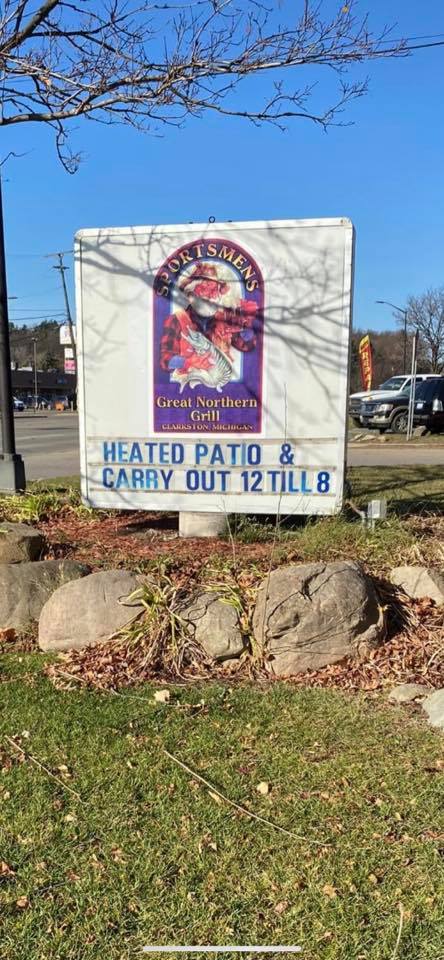 SPORTSMENS
Great Northern
Grill
CLARKSTON, MICHIGAN
HEATED PATIO &
CARRY OUT 12 TILL 8